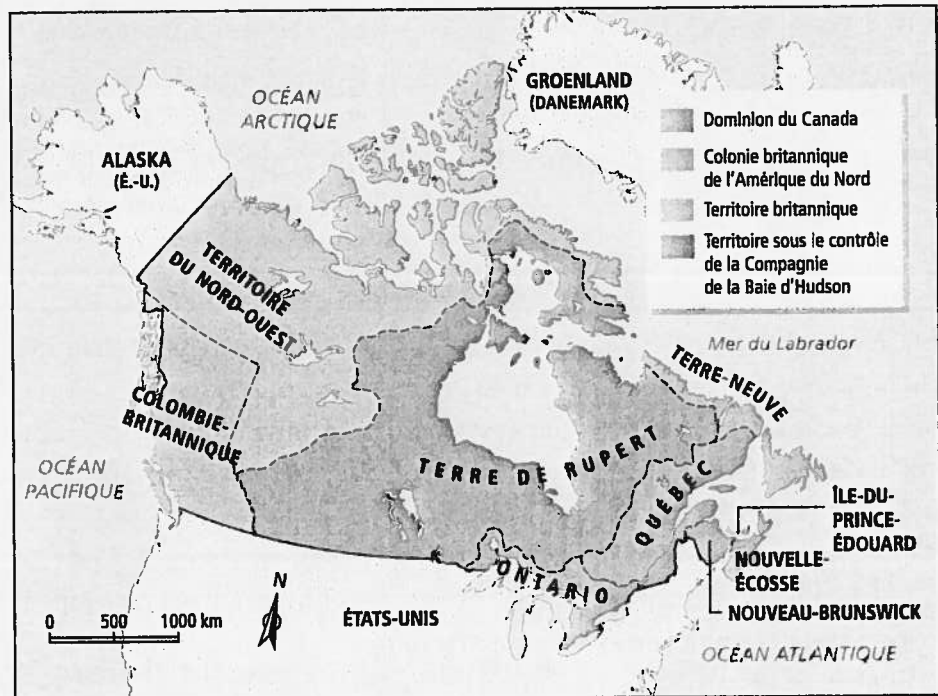 OCÉAN
ARCTIQUE
GROENLAND
(DANEMARK)
ALASKA
(É.-U.)
Dominion du Canada
Colonie britannique
de l'Amérique du Nord
Territoire britannique
Territoire sous le contrôle
de la Compagnie
de la Baie d'Hudson
TERRITOIRE
DU NORD-OUEST
Mer du Labrador
TERRE-NEUVE
COLOMBIE-
BRITANNIQUE
TERRE DE RUPERT
QUÉBEC
OCÉAN
PACIFIQUE
ÎLE-DU-
PRINCE-
ÉDOUARD
ONTARIO
NOUVELLE-
ÉCOSSE
NOUVEAU-BRUNSWICK
N
ÉTATS-UNIS
0 500 1000 km
OCÉAN ATLANTIQUE